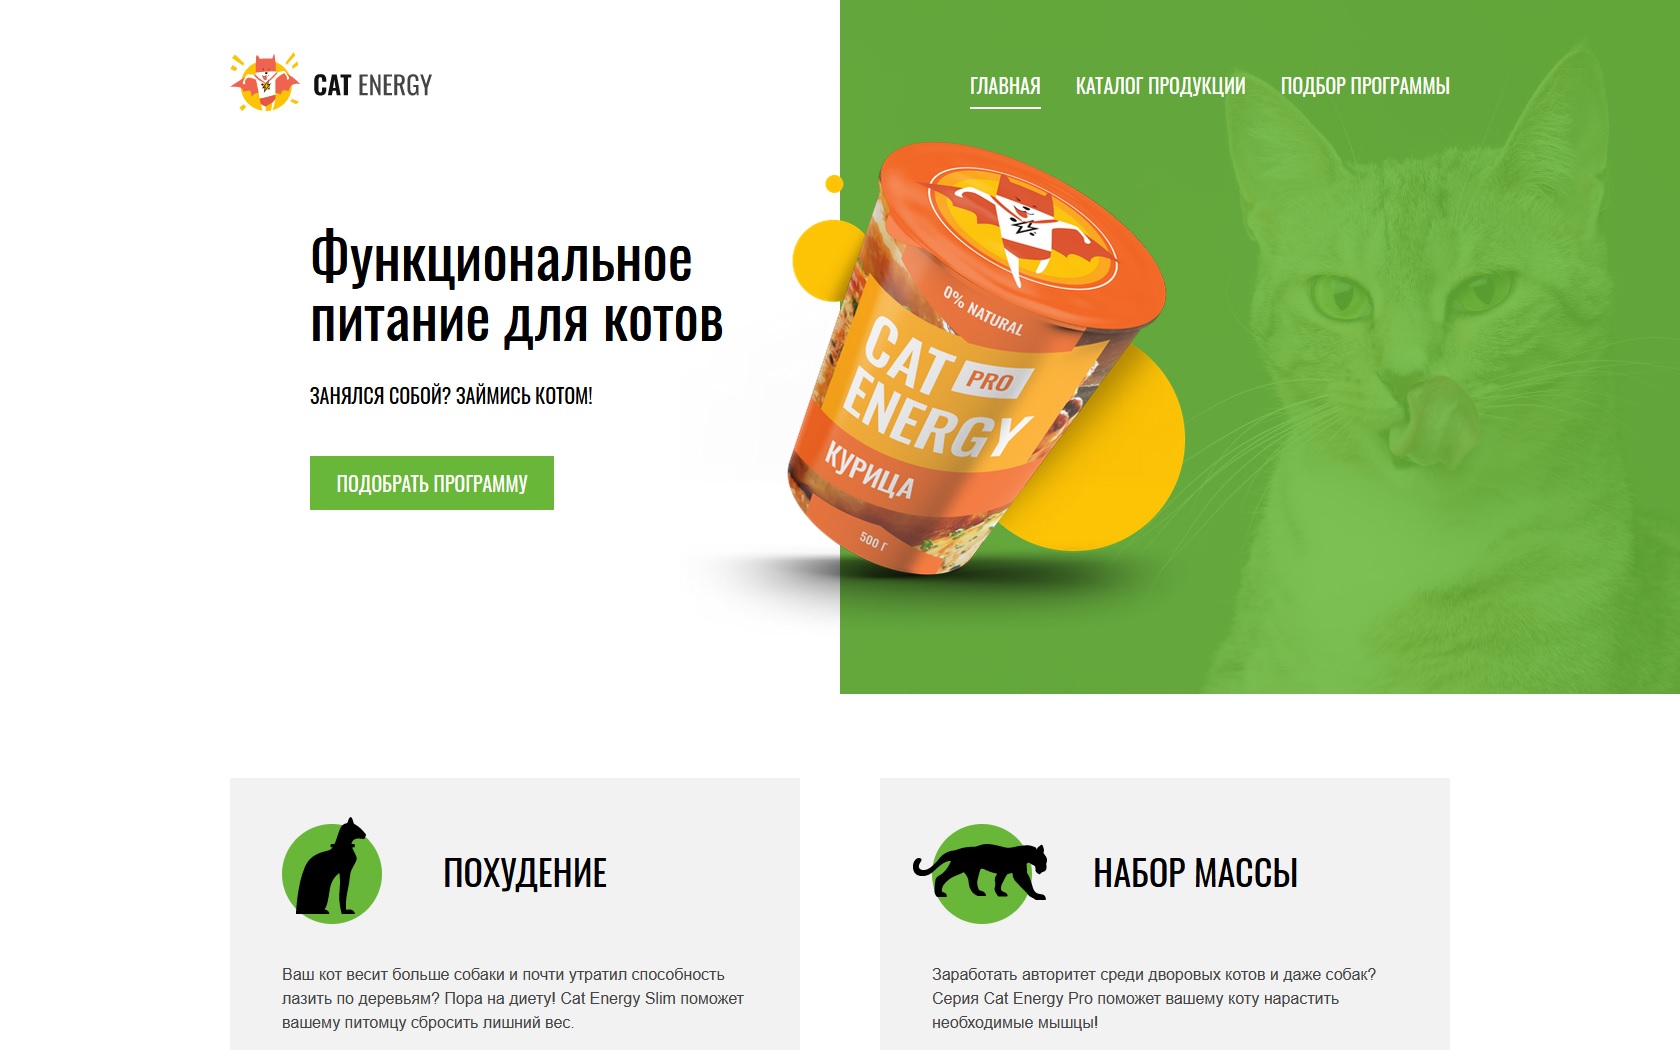 CAT ENERGY
ГЛАВНАЯ
КАТАЛОГ ПРОДУКЦИИ
ПОДБОР ПРОГРАММЫ
Функциональное
питание для котов
ЗАНЯЛСЯ СОБОЙ? ЗАЙМИСЬ КОТОМ!
ПОДОБРАТЬ ПРОГРАММУ
0% NATURAL
CAT PRO
ENERGY
КУРИЦА
500 Г
ПОХУДЕНИЕ
Ваш кот весит больше собаки и почти утратил способность
лазить по деревьям? Пора на диету! Cat Energy Slim поможет
вашему питомцу сбросить лишний вес.
НАБОР МАССЫ
Заработать авторитет среди дворовых котов и даже собак?
Серия Cat Energy Pro поможет вашему коту нарастить
необходимые мышцы!